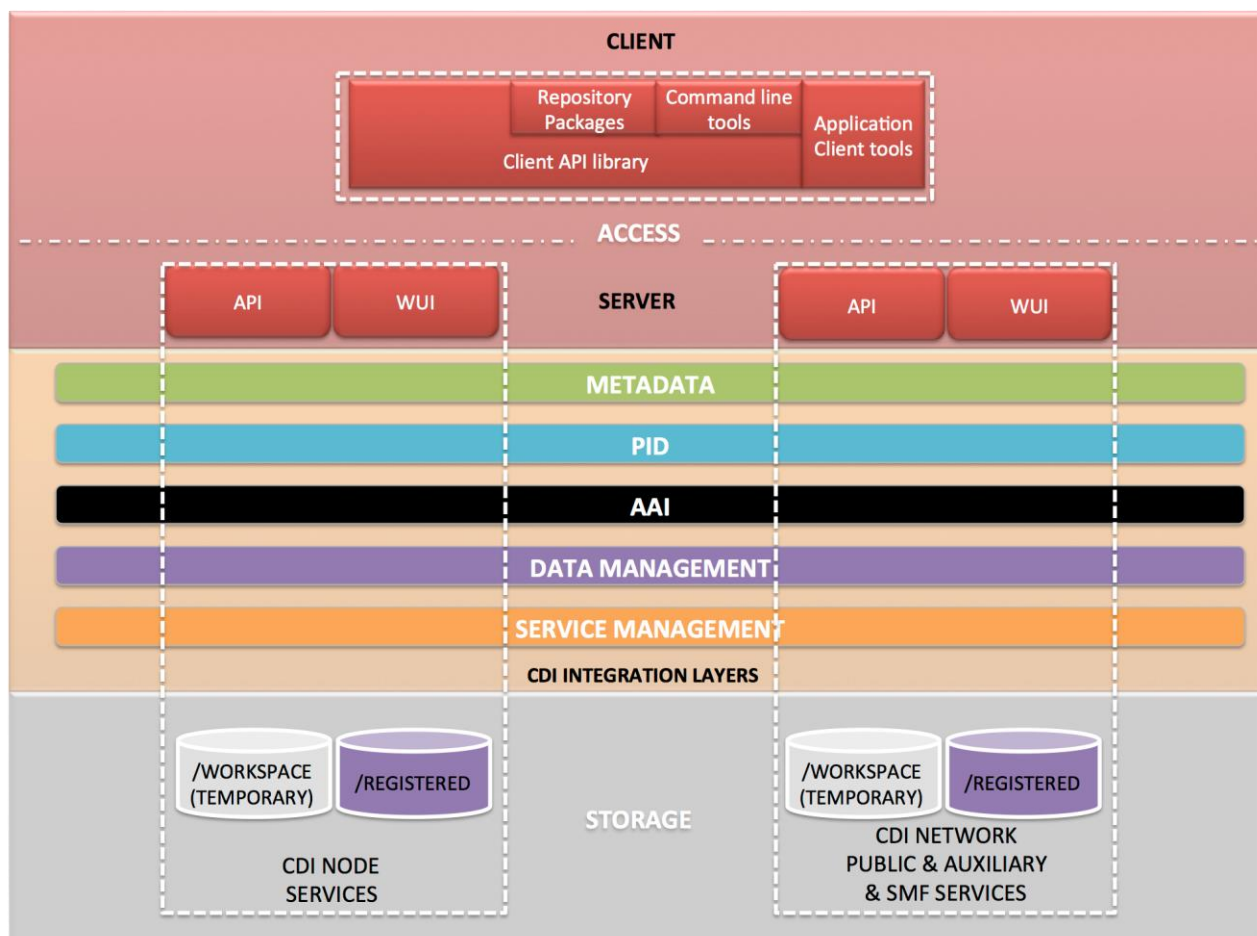 CLIENT
Repository
Packages
Command line
tools
Application
Client tools
Client API library
ACCESS
API
WUI
SERVER
API
WUI
METADATA
PID
AAI
DATA MANAGEMENT
SERVICE MANAGEMENT
CDI INTEGRATION LAYERS
/WORKSPACE
(TEMPORARY)
/REGISTERED
STORAGE
/WORKSPACE
(TEMPORARY)
/REGISTERED
CDI NODE
SERVICES
CDI NETWORK
PUBLIC & AUXILIARY
& SMF SERVICES